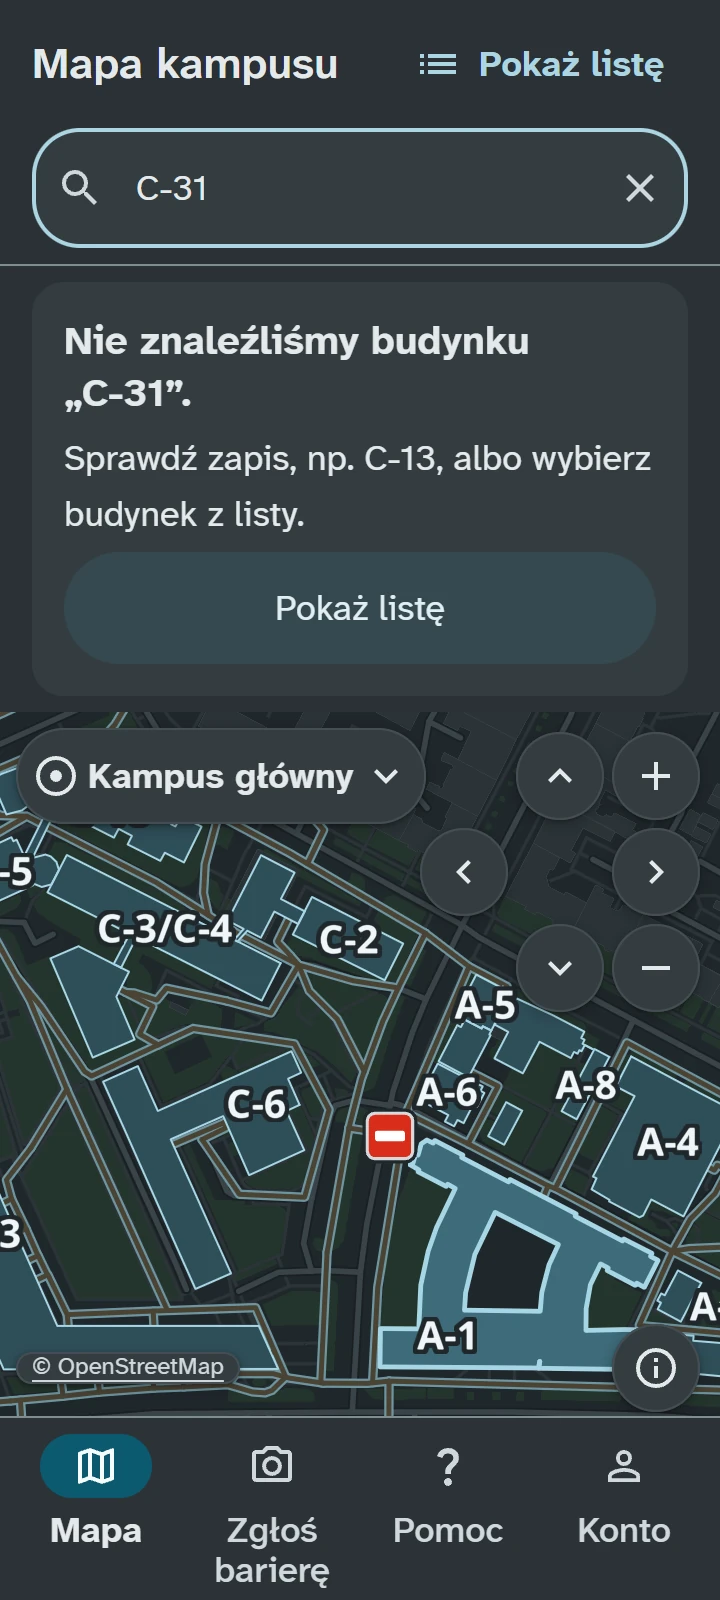 Mapa kampusu
Pokaż listę
C-31
Nie znaleźliśmy budynku
„C-31”.
Sprawdź zapis, np. C-13, albo wybierz
budynek z listy.
Pokaż listę
Kampus główny
-5
C-3/C-4
C-2
A-5
A-6
A-8
C-6
A-4
3
A-
A-1
© OpenStreetMap
Mapa
Zgłoś
barierę
Pomoc
Konto